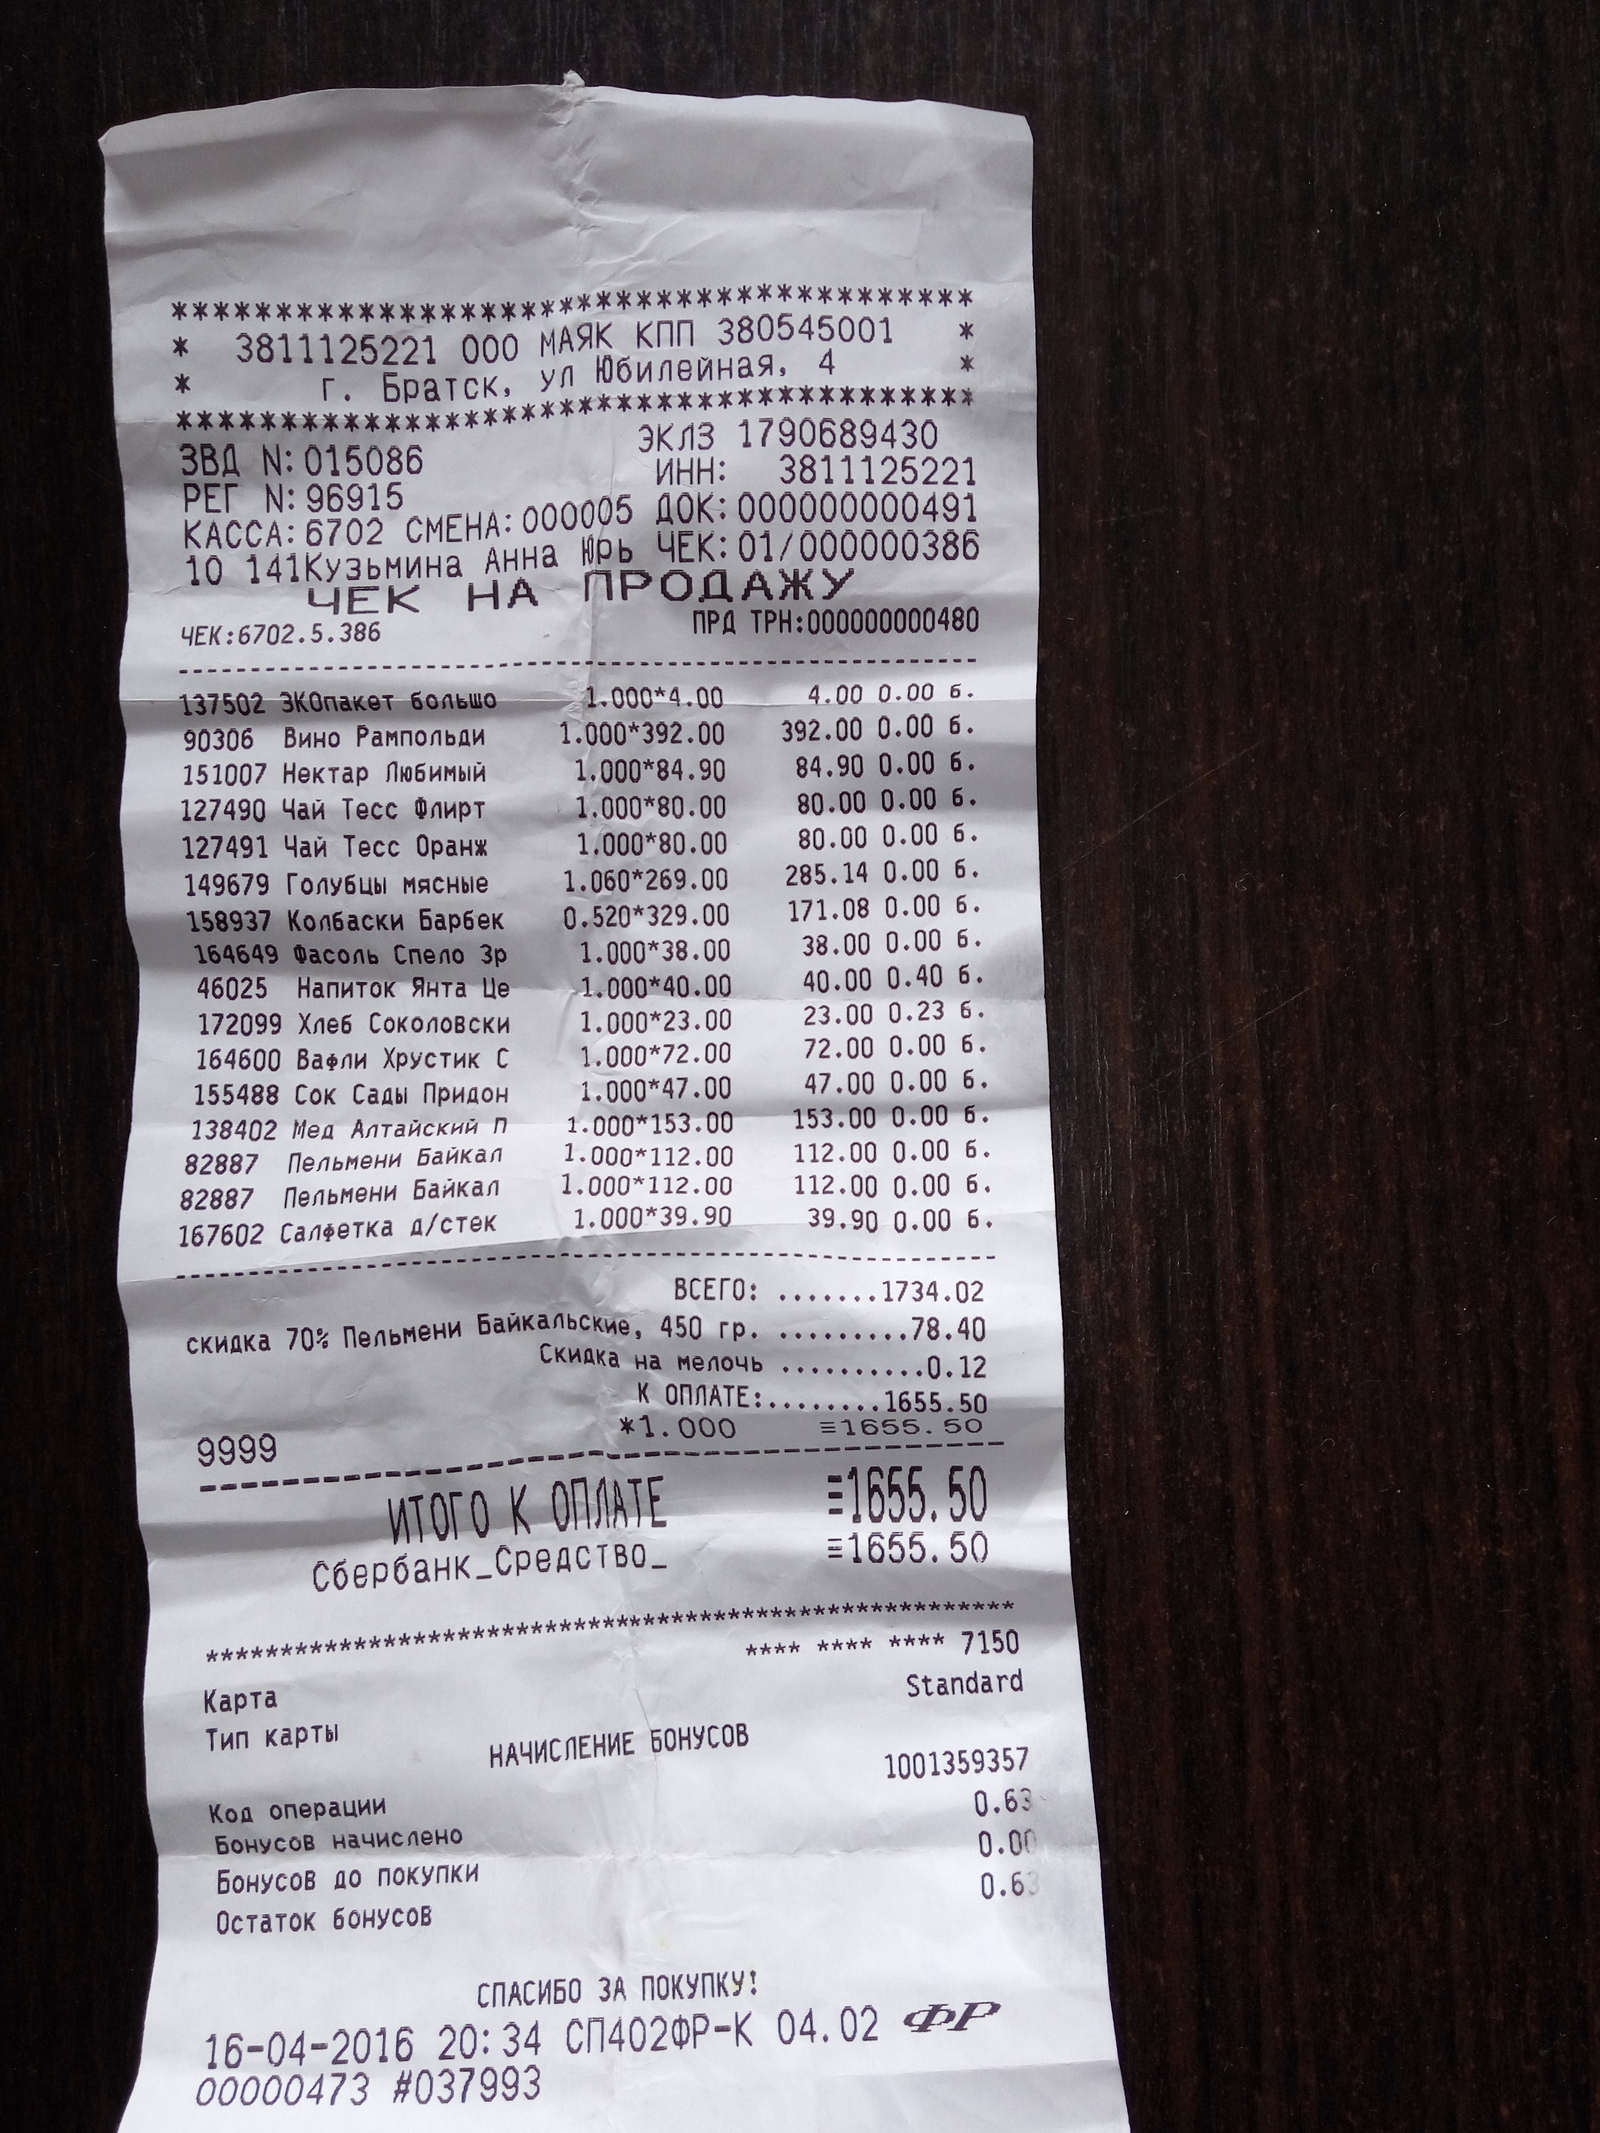 ***************************************
* 3811125221 ООО МАЯК КПП 380545001 *
* г. Братск, ул Юбилейная, 4 *
***************************************
ЭКЛЗ 1790689430
ЗВД N: 015086 ИНН: 3811125221
РЕГ N: 96915
КАССА: 6702 СМЕНА: 000005 ДОК: 000000000491
10 141Кузьмина Анна Юрь ЧЕК: 01/000000386
ЧЕК НА ПРОДАЖУ
ЧЕК:6702.5.386 ПРД ТРН:000000000480
137502 ЭКОпакет большо 1.000*4.00 4.00 0.00 б.
90306 Вино Рампольди 1.000*392.00 392.00 0.00 б.
151007 Нектар Любимый 1.000*84.90 84.90 0.00 б.
127490 Чай Тесс Флирт 1.000*80.00 80.00 0.00 б.
127491 Чай Тесс Оранж 1.000*80.00 80.00 0.00 б.
149679 Голубцы мясные 1.060*269.00 285.14 0.00 б.
158937 Колбаски Барбек 0.520*329.00 171.08 0.00 б.
164649 Фасоль Спело Зр 1.000*38.00 38.00 0.00 б.
46025 Напиток Янта Це 1.000*40.00 40.00 0.40 б.
172099 Хлеб Соколовски 1.000*23.00 23.00 0.23 б.
164600 Вафли Хрустик С 1.000*72.00 72.00 0.00 б.
155488 Сок Сады Придон 1.000*47.00 47.00 0.00 б.
138402 Мед Алтайский П 1.000*153.00 153.00 0.00 б.
82887 Пельмени Байкал 1.000*112.00 112.00 0.00 б.
82887 Пельмени Байкал 1.000*112.00 112.00 0.00 б.
167602 Салфетка д/стек 1.000*39.90 39.90 0.00 б.
ВСЕГО: .......1734.02
скидка 70% Пельмени Байкальские, 450 гр. .........78.40
Скидка на мелочь ..........0.12
К ОПЛАТЕ:........1655.50
9999 *1.000 ≡1655.50
ИТОГО К ОПЛАТЕ ≡1655.50
Сбербанк_Средство_ ≡1655.50
********************************************
Карта **** **** **** 7150
Тип карты Standard
НАЧИСЛЕНИЕ БОНУСОВ
Код операции 1001359357
Бонусов начислено 0.63
Бонусов до покупки 0.00
Остаток бонусов 0.63
СПАСИБО ЗА ПОКУПКУ!
16-04-2016 20:34 СП402ФР-К 04.02 ФР
00000473 #037993